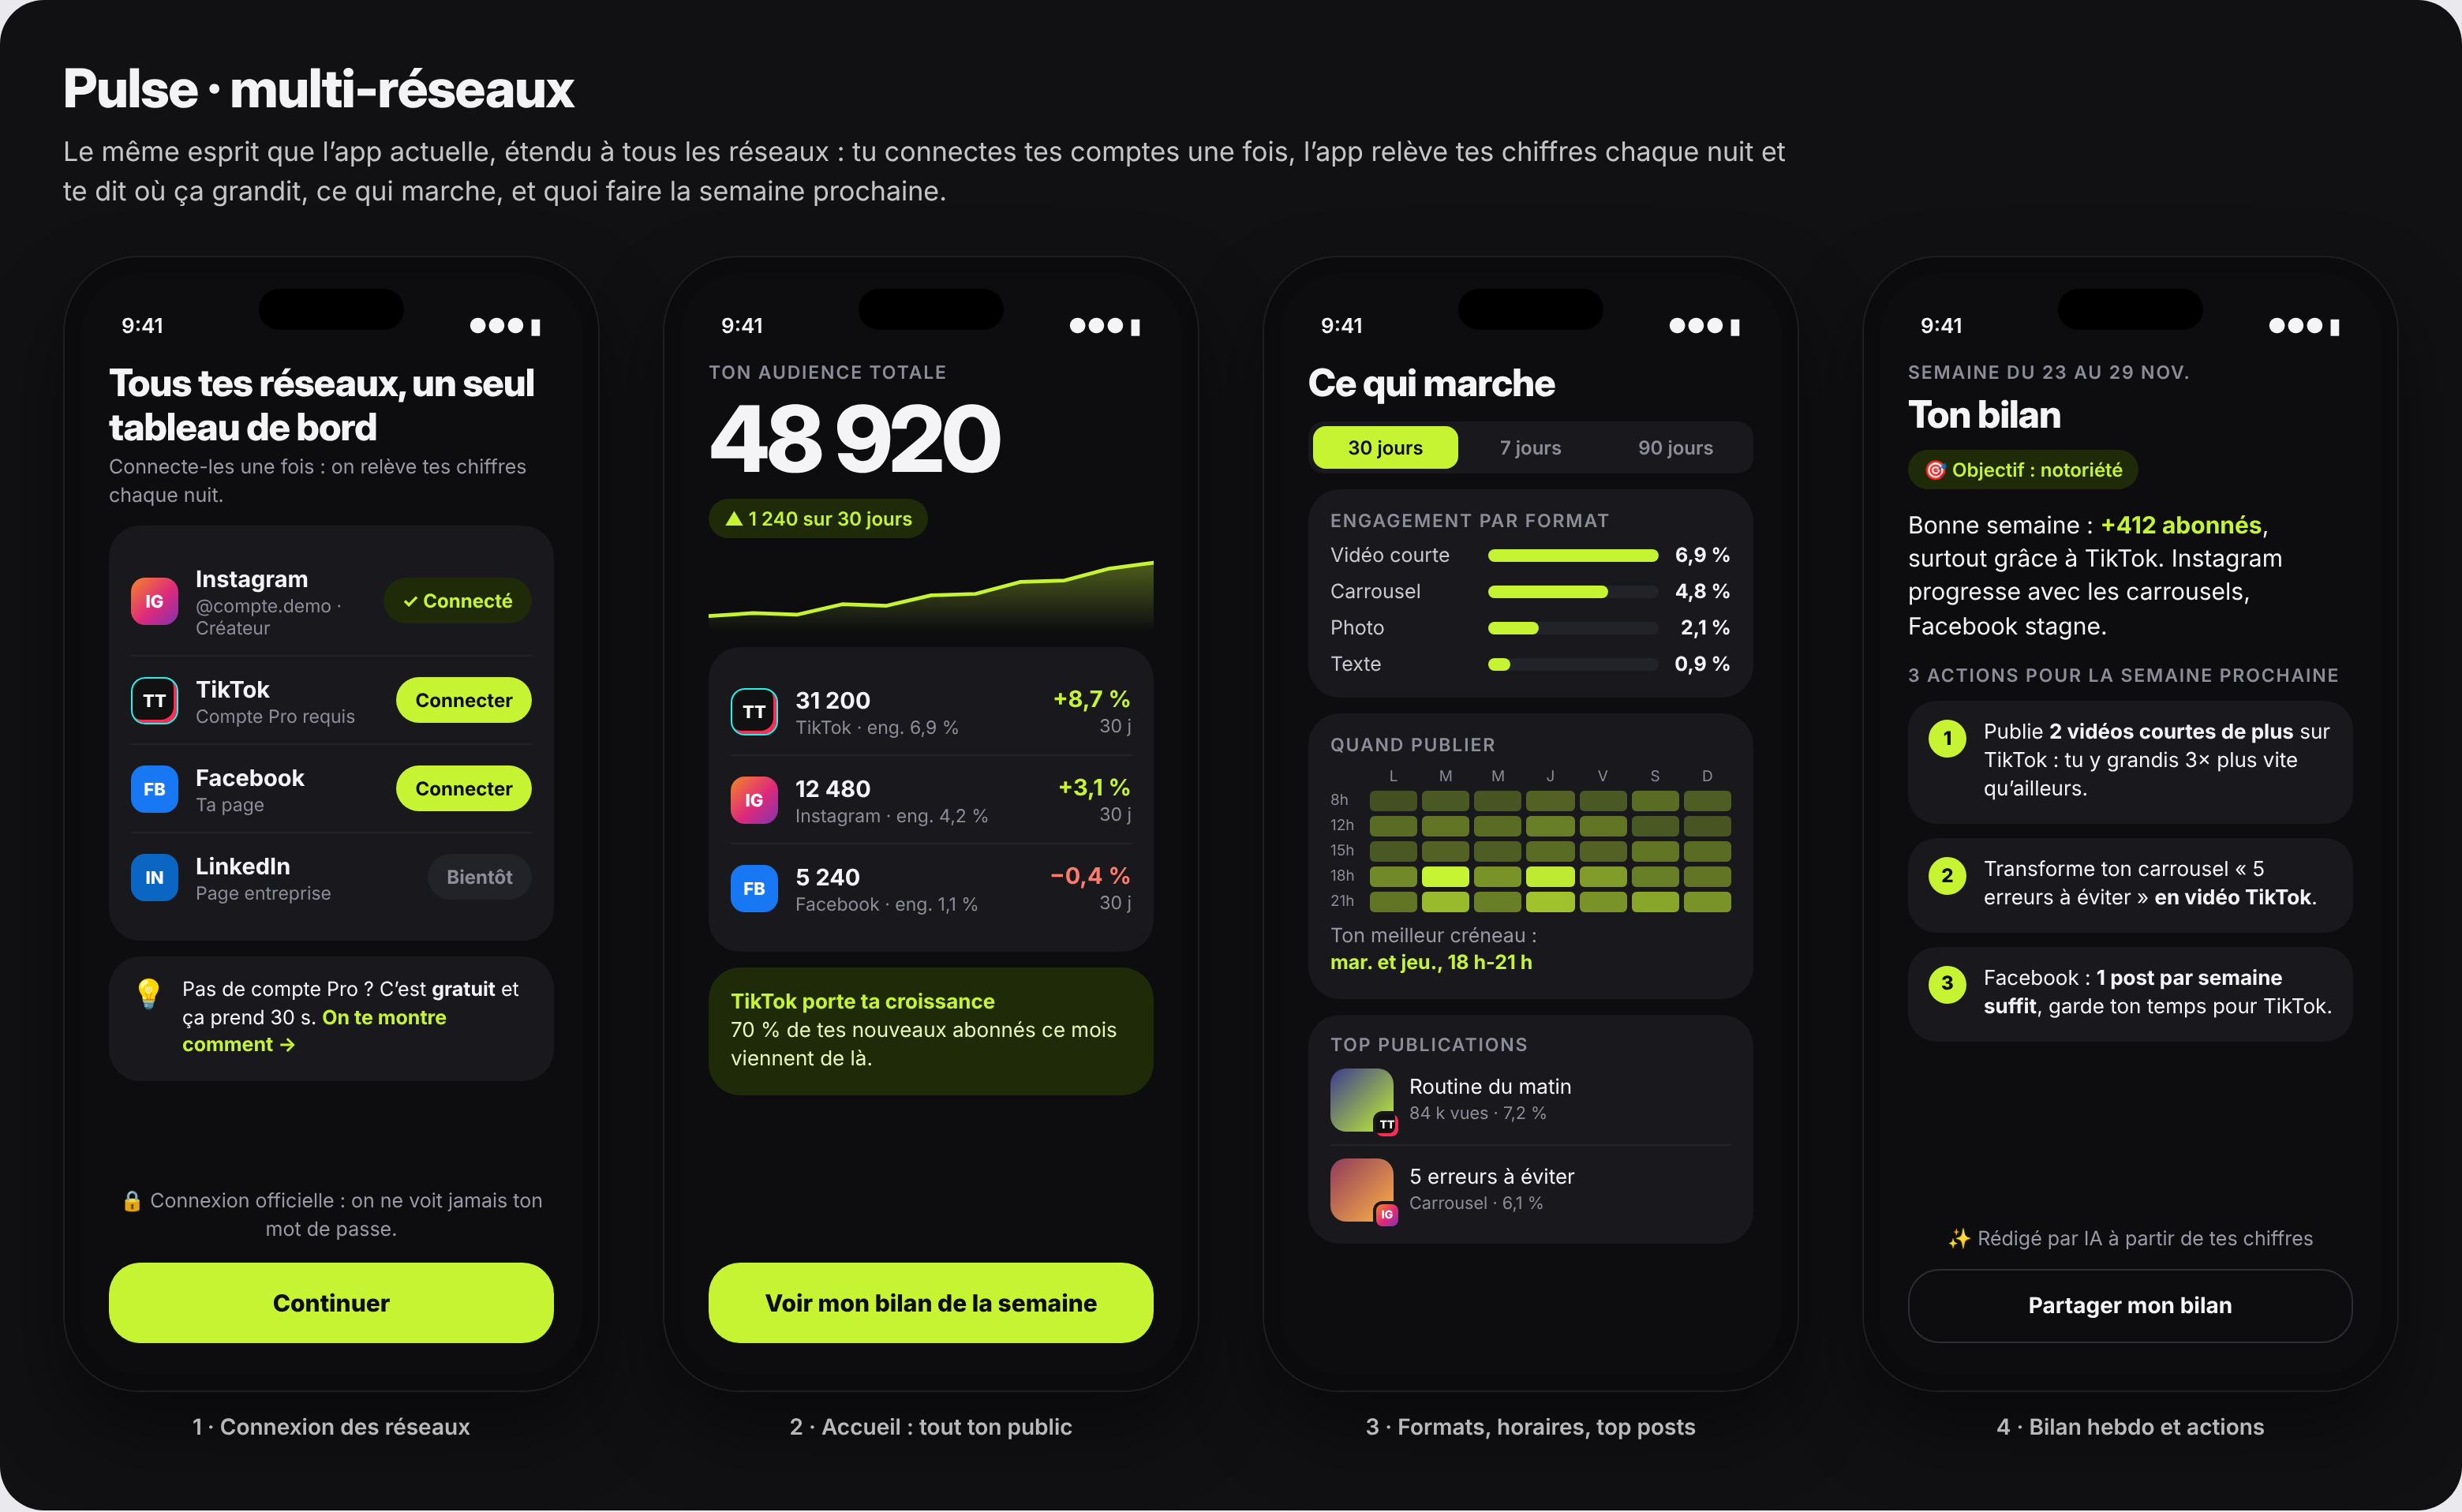 Pulse · multi-réseaux
Le même esprit que l’app actuelle, étendu à tous les réseaux : tu connectes tes comptes une fois, l’app relève tes chiffres chaque nuit et
te dit où ça grandit, ce qui marche, et quoi faire la semaine prochaine.
9:41
Tous tes réseaux, un seul
tableau de bord
Connecte-les une fois : on relève tes chiffres
chaque nuit.
IG
Instagram
@compte.demo ·
Créateur
✓ Connecté
TT
TikTok
Compte Pro requis
Connecter
FB
Facebook
Ta page
Connecter
IN
LinkedIn
Page entreprise
Bientôt
💡 Pas de compte Pro ? C’est gratuit et
ça prend 30 s. On te montre
comment →
🔒 Connexion officielle : on ne voit jamais ton
mot de passe.
Continuer
1 · Connexion des réseaux
9:41
TON AUDIENCE TOTALE
48 920
▲ 1 240 sur 30 jours
TT
31 200
TikTok · eng. 6,9 %
+8,7 %
30 j
IG
12 480
Instagram · eng. 4,2 %
+3,1 %
30 j
FB
5 240
Facebook · eng. 1,1 %
−0,4 %
30 j
TikTok porte ta croissance
70 % de tes nouveaux abonnés ce mois
viennent de là.
Voir mon bilan de la semaine
2 · Accueil : tout ton public
9:41
Ce qui marche
30 jours 7 jours 90 jours
ENGAGEMENT PAR FORMAT
Vidéo courte 6,9 %
Carrousel 4,8 %
Photo 2,1 %
Texte 0,9 %
QUAND PUBLIER
L M M J V S D
8h
12h
15h
18h
21h
Ton meilleur créneau :
mar. et jeu., 18 h-21 h
TOP PUBLICATIONS
Routine du matin
84 k vues · 7,2 %
TT
5 erreurs à éviter
Carrousel · 6,1 %
IG
3 · Formats, horaires, top posts
9:41
SEMAINE DU 23 AU 29 NOV.
Ton bilan
🎯 Objectif : notoriété
Bonne semaine : +412 abonnés,
surtout grâce à TikTok. Instagram
progresse avec les carrousels,
Facebook stagne.
3 ACTIONS POUR LA SEMAINE PROCHAINE
1 Publie 2 vidéos courtes de plus sur
TikTok : tu y grandis 3× plus vite
qu’ailleurs.
2 Transforme ton carrousel « 5
erreurs à éviter » en vidéo TikTok.
3 Facebook : 1 post par semaine
suffit, garde ton temps pour TikTok.
✨ Rédigé par IA à partir de tes chiffres
Partager mon bilan
4 · Bilan hebdo et actions